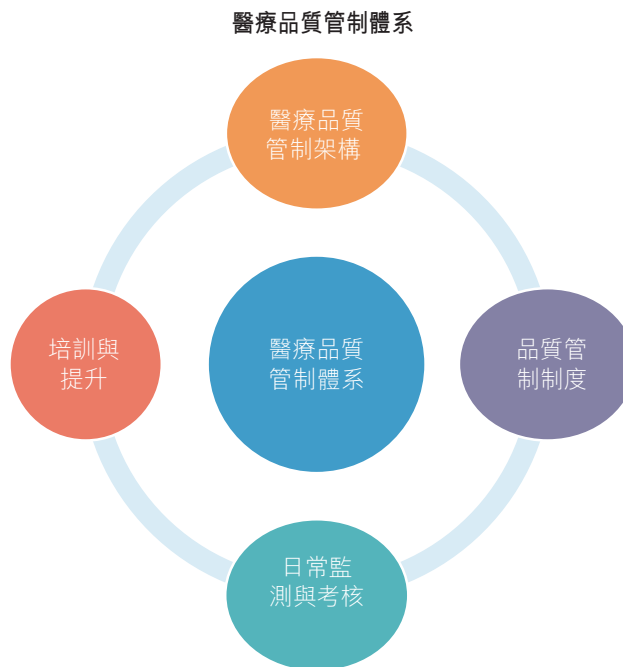 醫療品質管制體系
醫療品質
管制架構
培訓與
提升
醫療品質
管制體系
品質管
制制度
日常監
測與考核